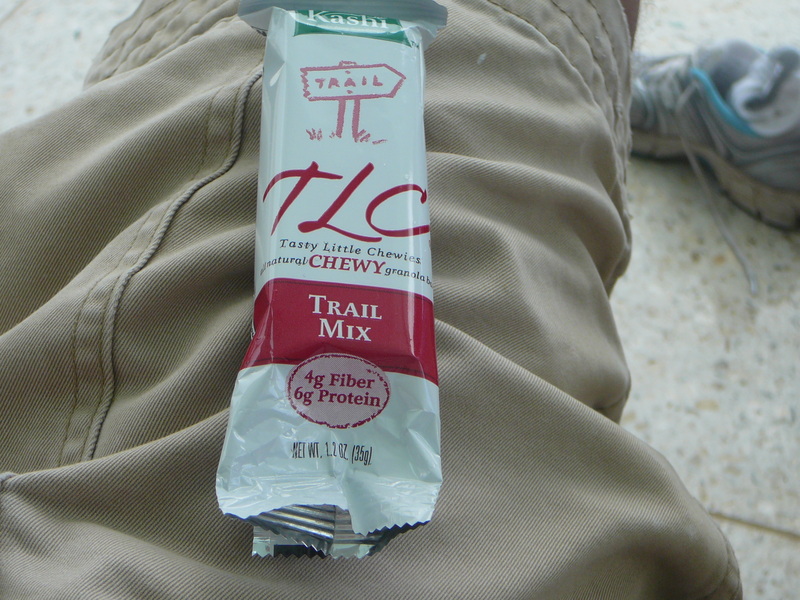 Kashi
TRAIL
TLC
Tasty Little Chewies
natural CHEWY granola
TRAIL
MIX
4g Fiber
6g Protein
NET WT. 1.2 OZ. (35g)